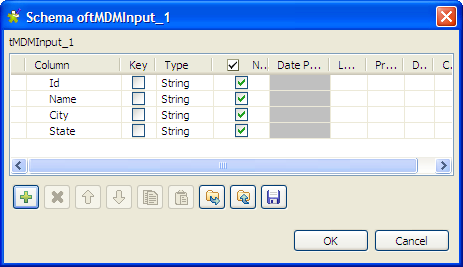 Schema oftMDMInput_1
tMDMInput_1
Column Key Type N... Date P... L... Pr... D.. C.
Id String
Name String
City String
State String
OK Cancel